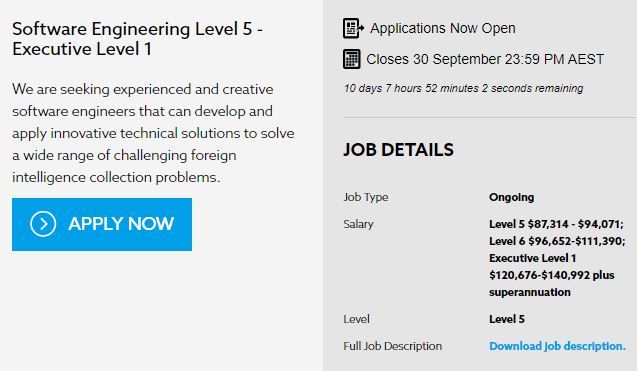 Software Engineering Level 5 -
Executive Level 1
We are seeking experienced and creative
software engineers that can develop and
apply innovative technical solutions to solve
a wide range of challenging foreign
intelligence collection problems.
APPLY NOW
Applications Now Open
Closes 30 September 23:59 PM AEST
10 days 7 hours 52 minutes 2 seconds remaining
JOB DETAILS
Job Type Ongoing
Salary Level 5 $87,314 - $94,071;
Level 6 $96,652-$111,390;
Executive Level 1
$120,676-$140,992 plus
superannuation
Level Level 5
Full Job Description Download job description.